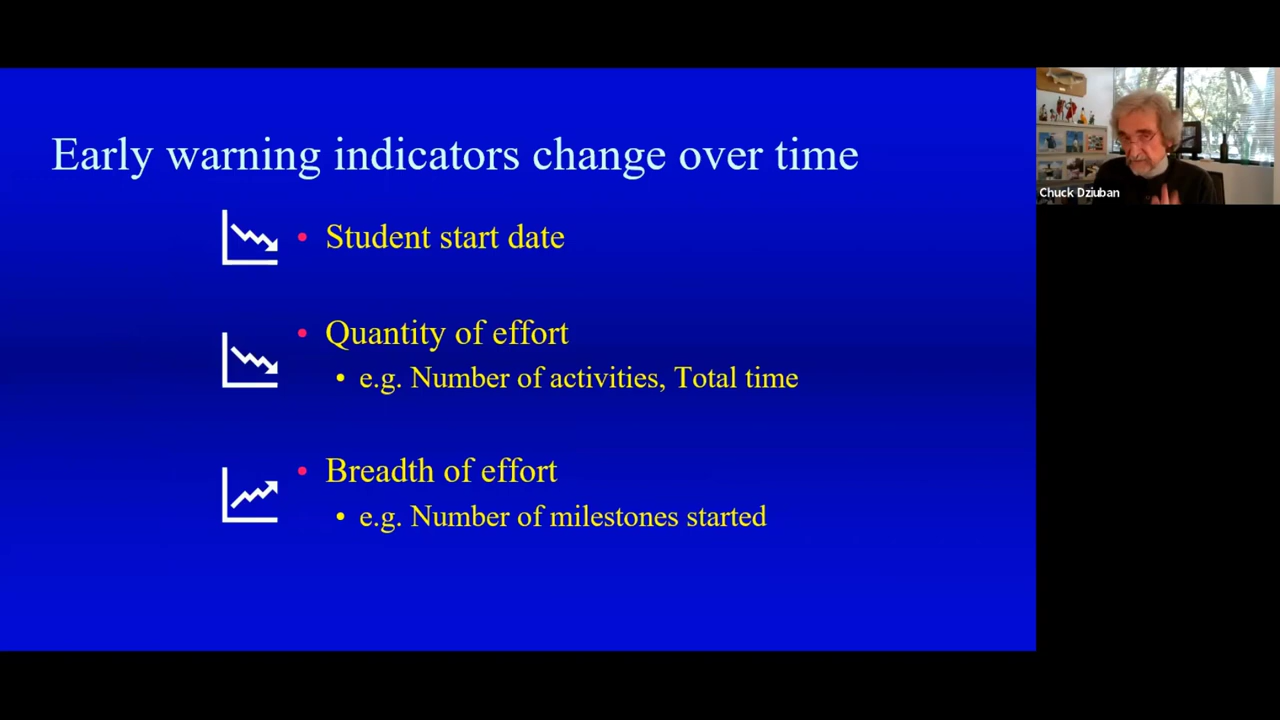 Early warning indicators change over time
• Student start date
• Quantity of effort
• e.g. Number of activities, Total time
• Breadth of effort
• e.g. Number of milestones started
Chuck Dziuban